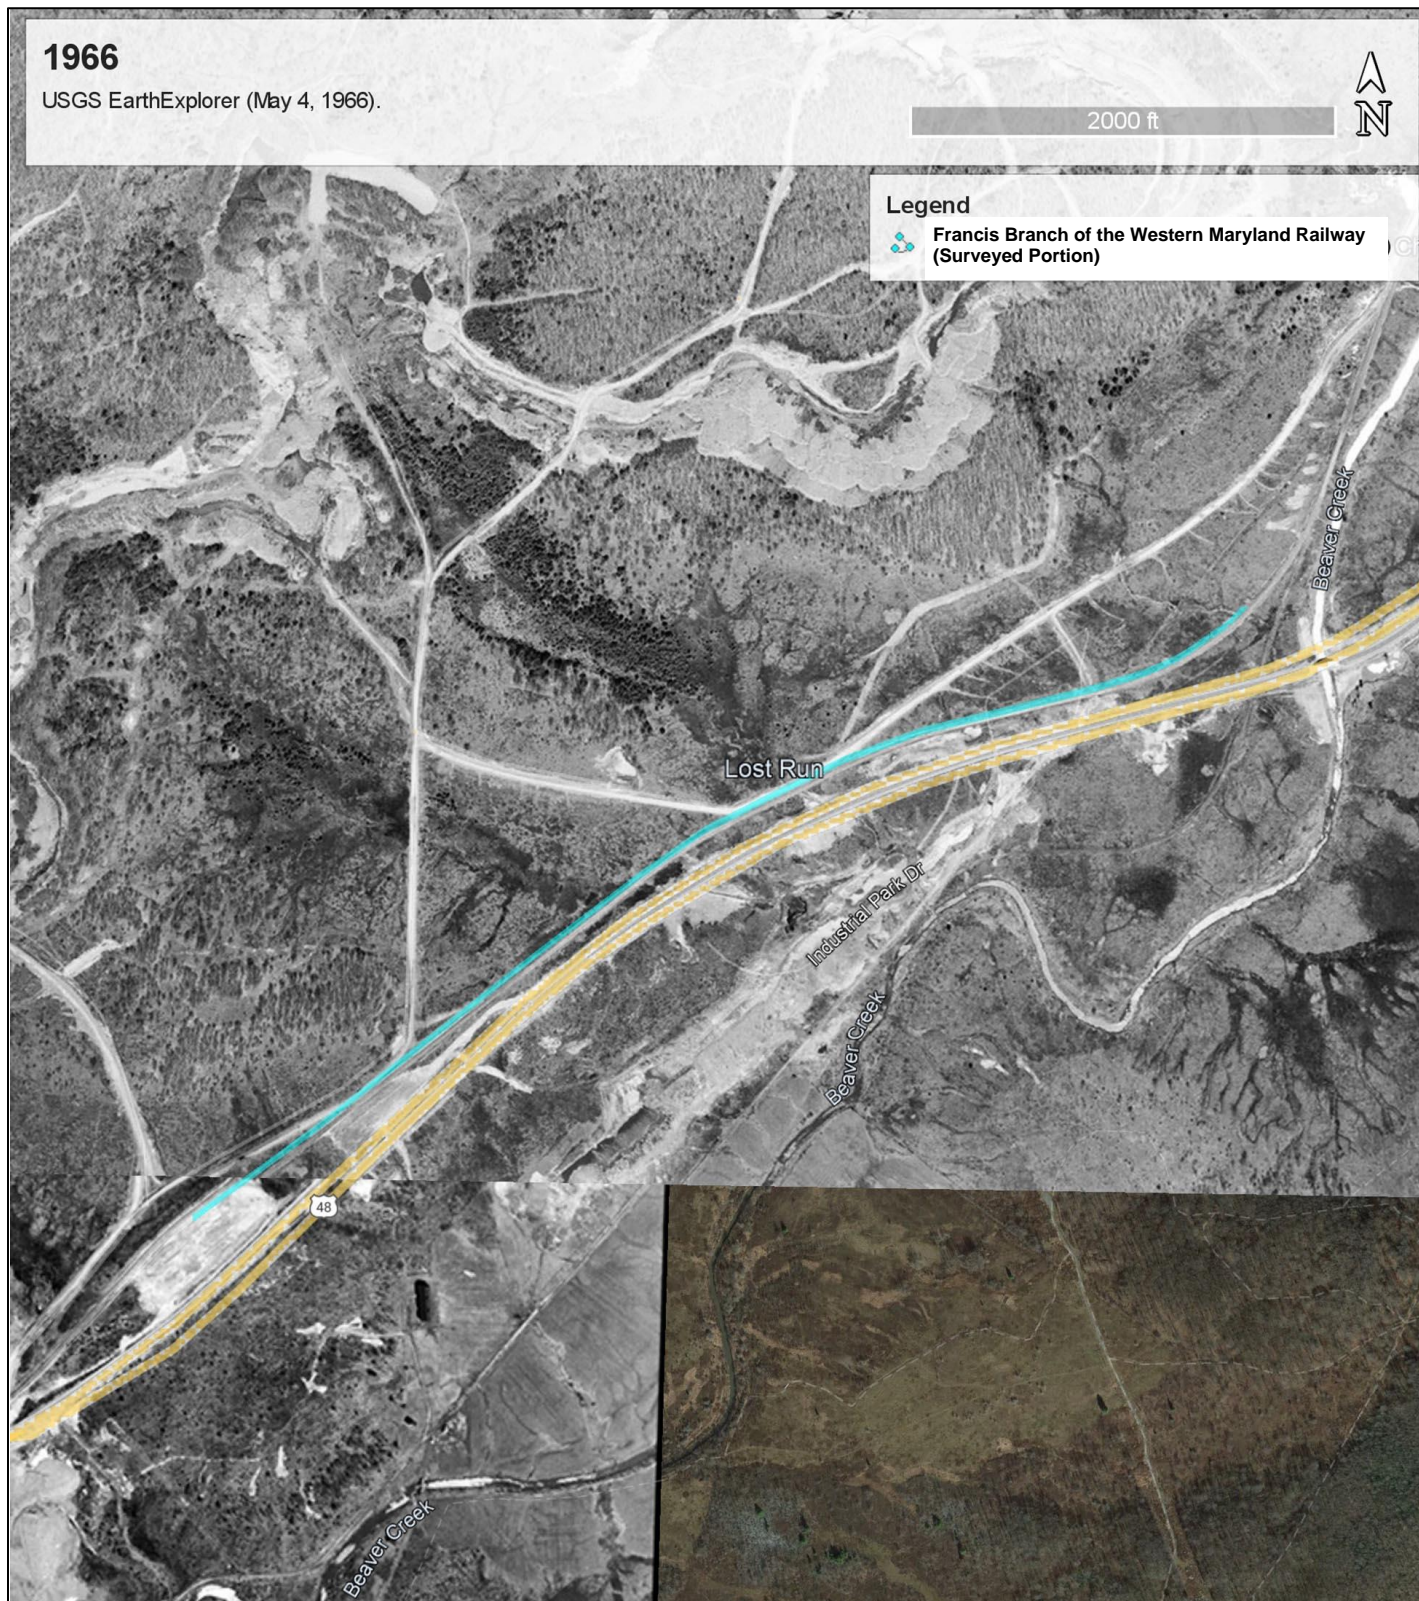 1966
USGS EarthExplorer (May 4, 1966).
2000 ft
N
Legend
Francis Branch of the Western Maryland Railway
(Surveyed Portion)
Beaver Creek
Lost Run
Industrial Park Dr
Beaver Creek
48
Beaver Creek